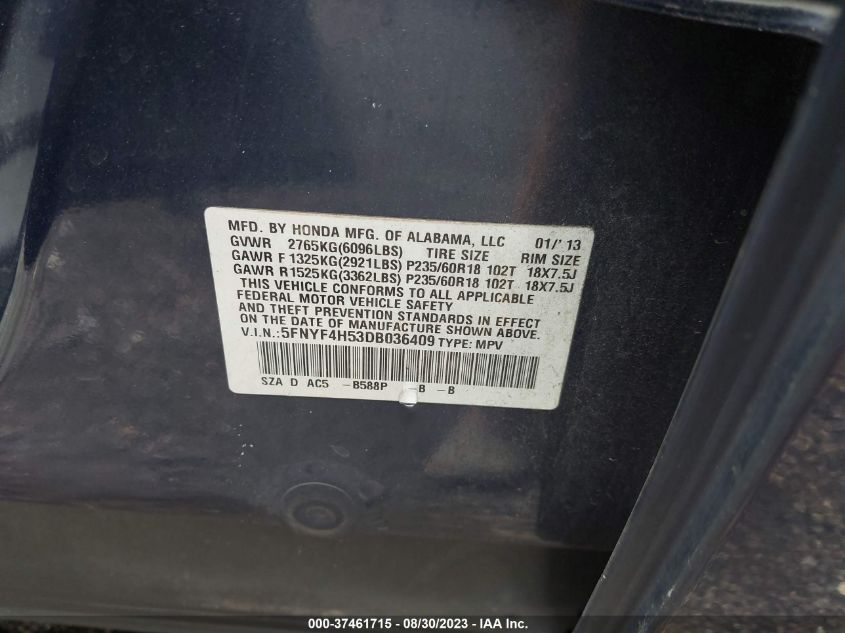 MFD. BY HONDA MFG. OF ALABAMA, LLC 01/'13
GVWR 2765KG(6096LBS) TIRE SIZE RIM SIZE
GAWR F 1325KG(2921LBS) P235/60R18 102T 18X7.5J
GAWR R1525KG(3362LBS) P235/60R18 102T 18X7.5J
THIS VEHICLE CONFORMS TO ALL APPLICABLE
FEDERAL MOTOR VEHICLE SAFETY
AND THEFT PREVENTION STANDARDS IN EFFECT
ON THE DATE OF MANUFACTURE SHOWN ABOVE.
V.I.N.:5FNYF4H53DB036409 TYPE: MPV
SZA D AC5 -B588P -B -B
000-37461715 - 08/30/2023 - IAA Inc.